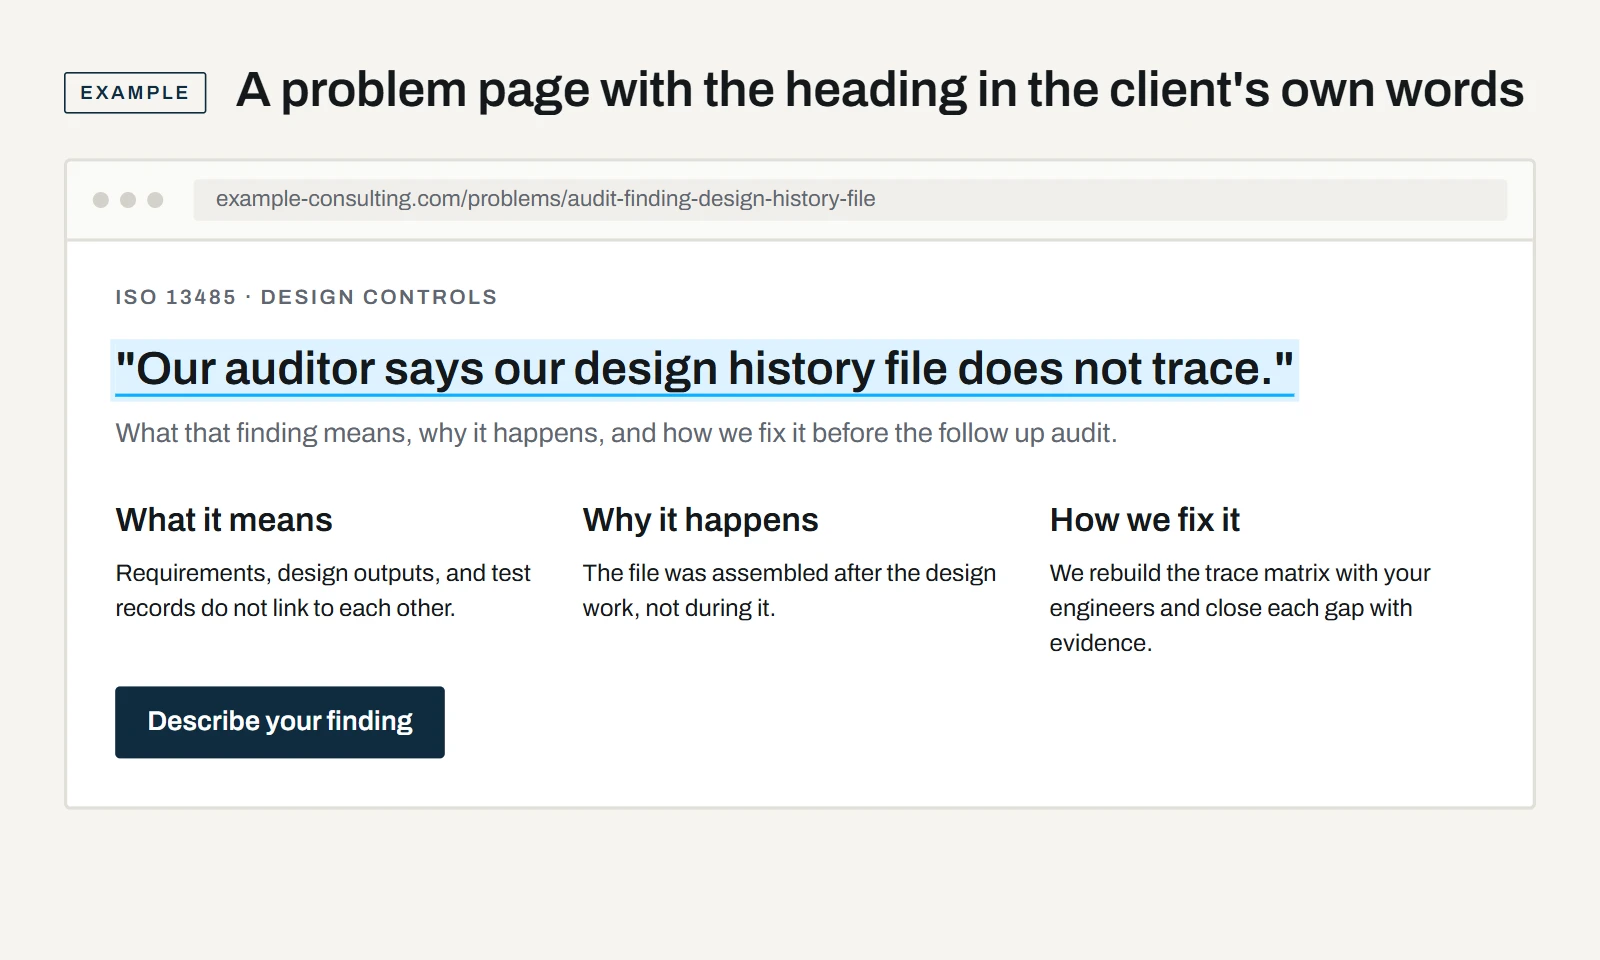 EXAMPLE
A problem page with the heading in the client's own words
example-consulting.com/problems/audit-finding-design-history-file
ISO 13485 · DESIGN CONTROLS
"Our auditor says our design history file does not trace."
What that finding means, why it happens, and how we fix it before the follow up audit.
What it means
Requirements, design outputs, and test
records do not link to each other.
Why it happens
The file was assembled after the design
work, not during it.
How we fix it
We rebuild the trace matrix with your
engineers and close each gap with
evidence.
Describe your finding